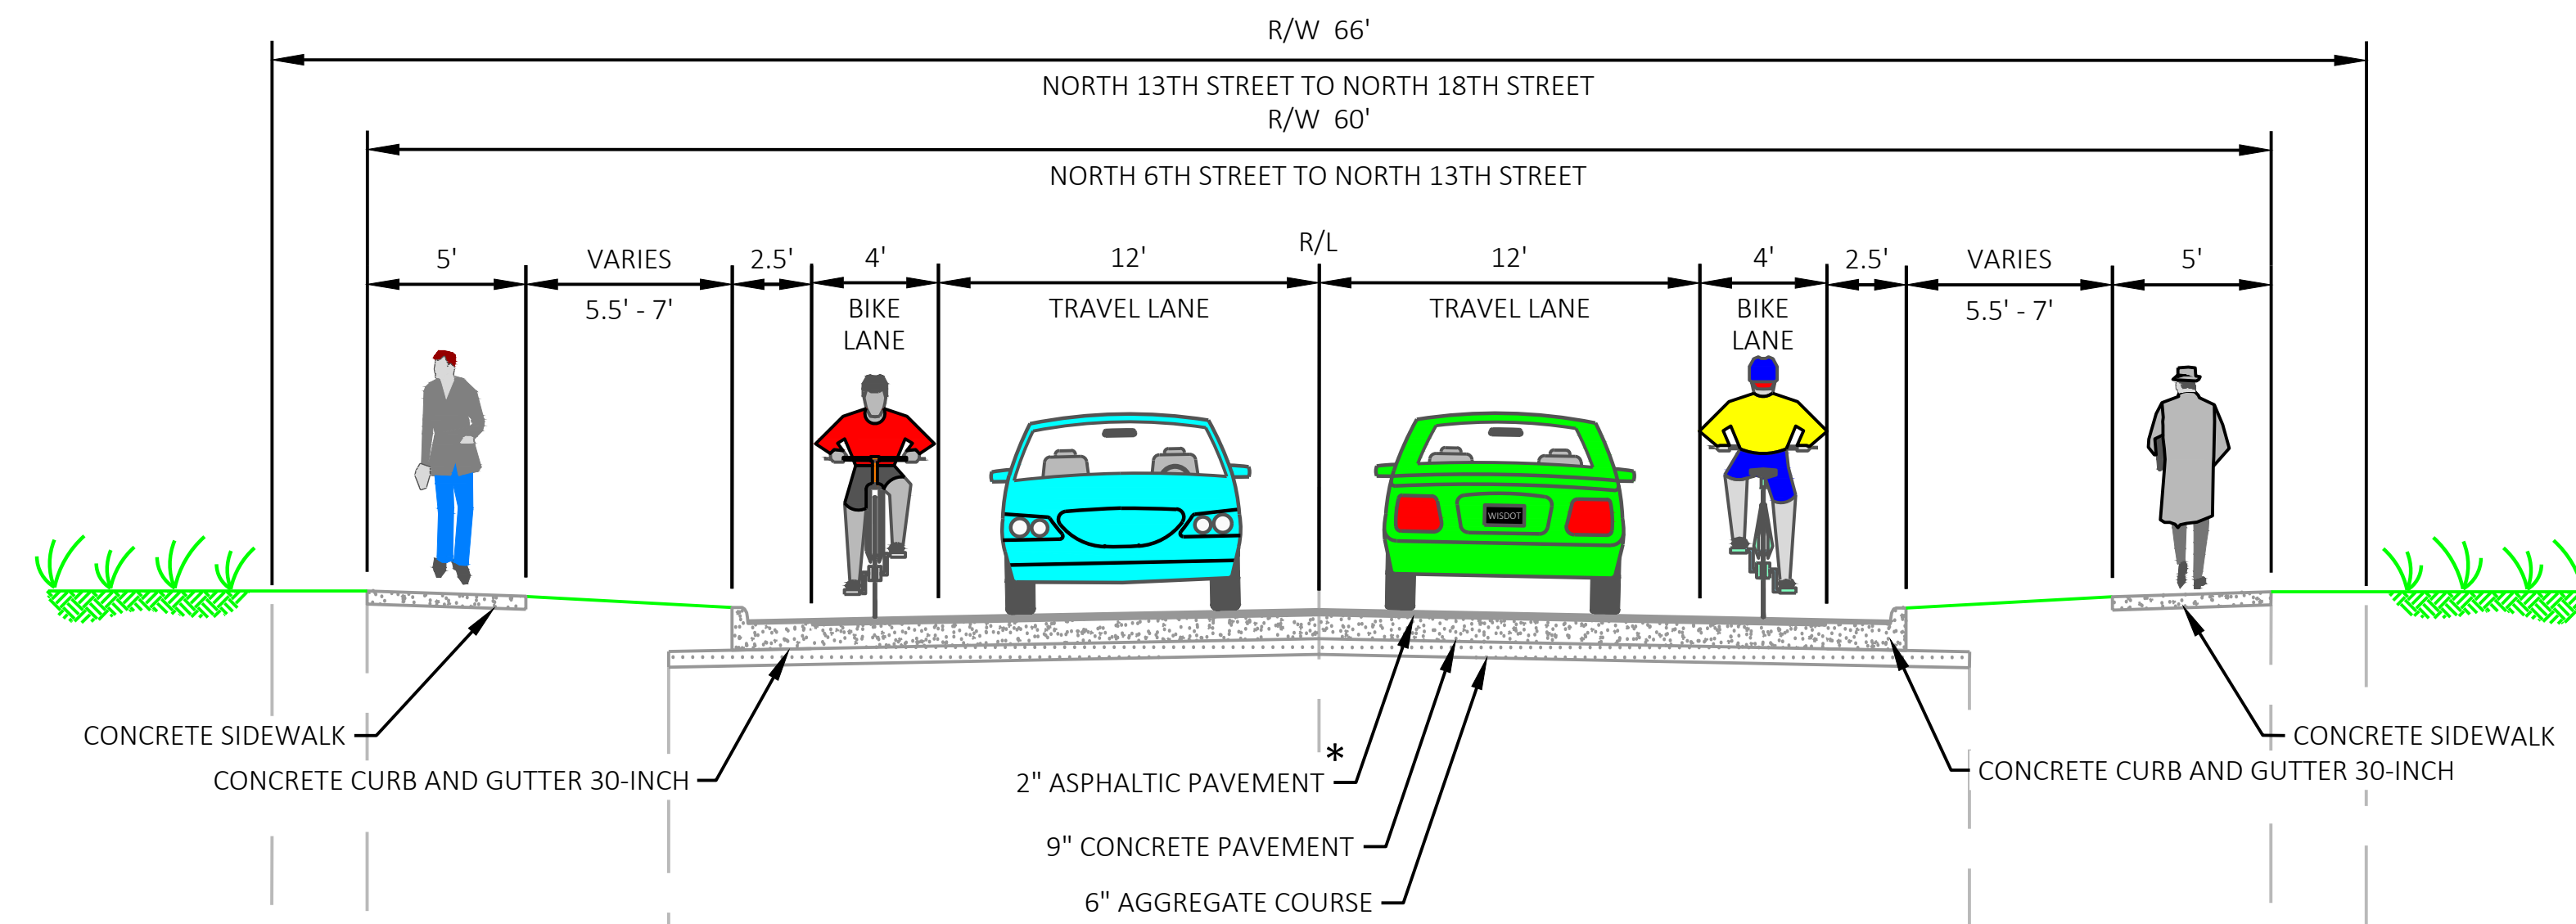 R/W 66'
NORTH 13TH STREET TO NORTH 18TH STREET
R/W 60'
NORTH 6TH STREET TO NORTH 13TH STREET
R/L
5' VARIES 2.5' 4' 12' 12' 4' 2.5' VARIES 5'
5.5' - 7' BIKE TRAVEL LANE TRAVEL LANE BIKE 5.5' - 7'
LANE LANE
WISDOT
CONCRETE SIDEWALK CONCRETE SIDEWALK
*
CONCRETE CURB AND GUTTER 30-INCH 2" ASPHALTIC PAVEMENT CONCRETE CURB AND GUTTER 30-INCH
9" CONCRETE PAVEMENT
6" AGGREGATE COURSE